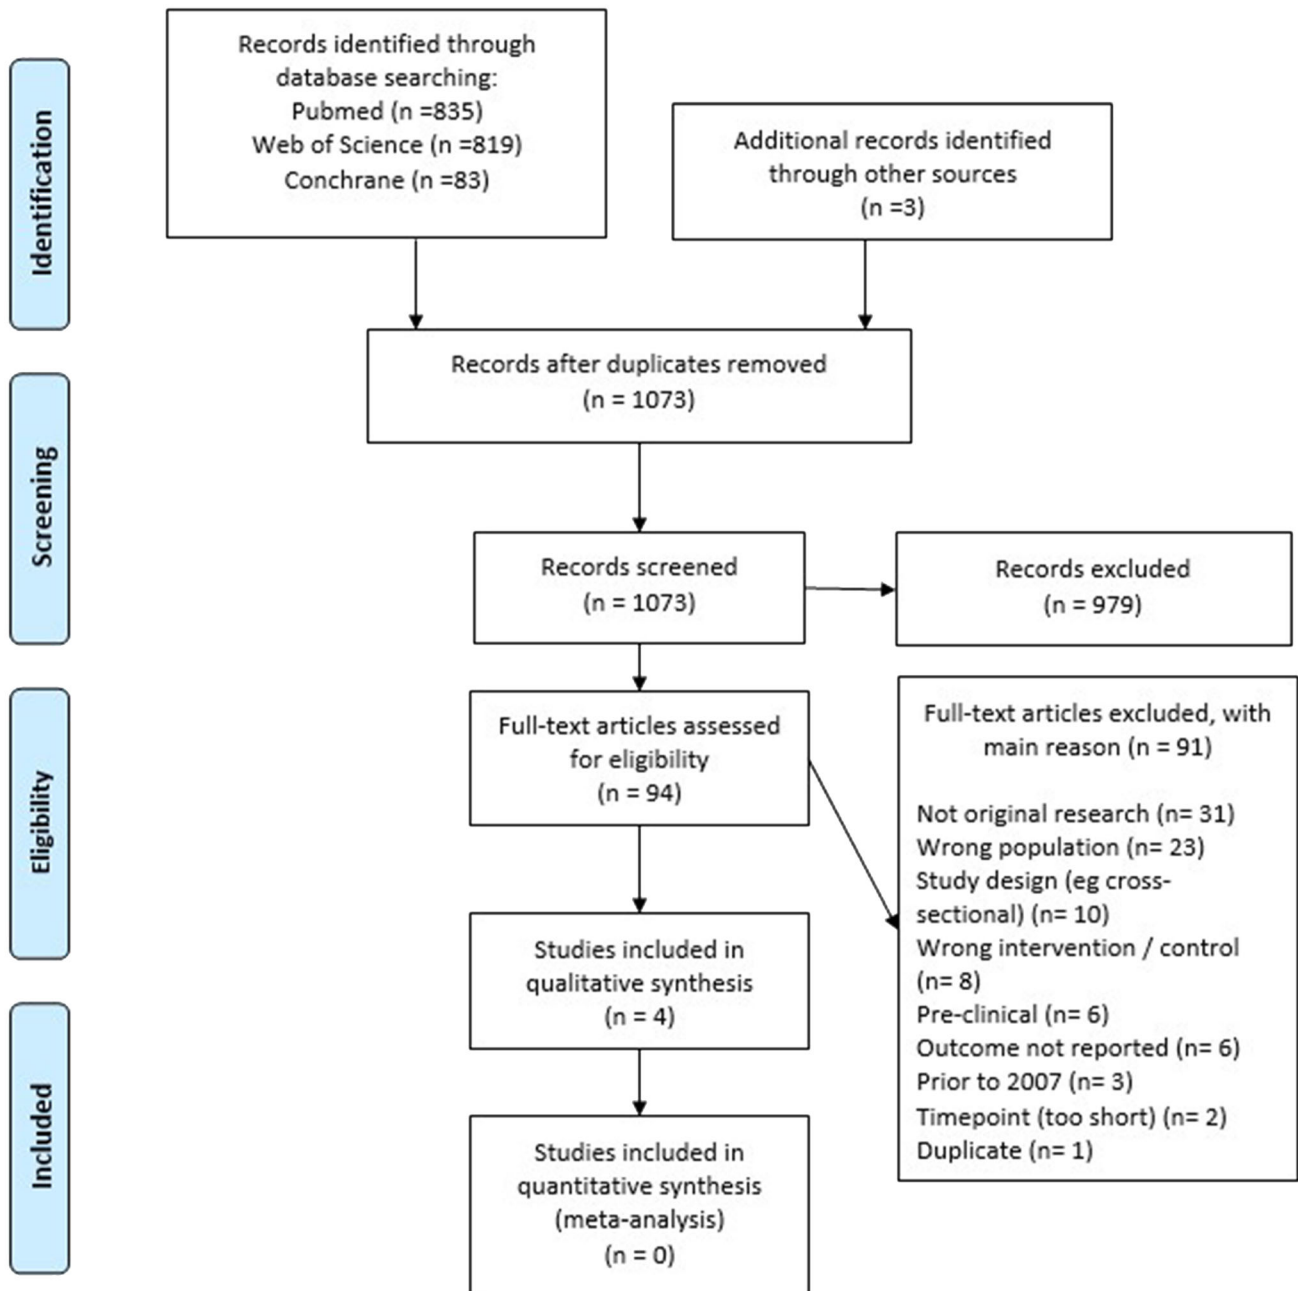 Identification
Records identified through
database searching:
Pubmed (n =835)
Web of Science (n =819)
Conchrane (n =83)
Additional records identified
through other sources
(n =3)
Records after duplicates removed
(n = 1073)
Screening
Records screened
(n = 1073)
Records excluded
(n = 979)
Eligibility
Full-text articles assessed
for eligibility
(n = 94)
Full-text articles excluded, with
main reason (n = 91)
Not original research (n= 31)
Wrong population (n= 23)
Study design (eg cross-
sectional) (n= 10)
Wrong intervention / control
(n= 8)
Pre-clinical (n= 6)
Outcome not reported (n= 6)
Prior to 2007 (n= 3)
Timepoint (too short) (n= 2)
Duplicate (n= 1)
Studies included in
qualitative synthesis
(n = 4)
Included
Studies included in
quantitative synthesis
(meta-analysis)
(n = 0)